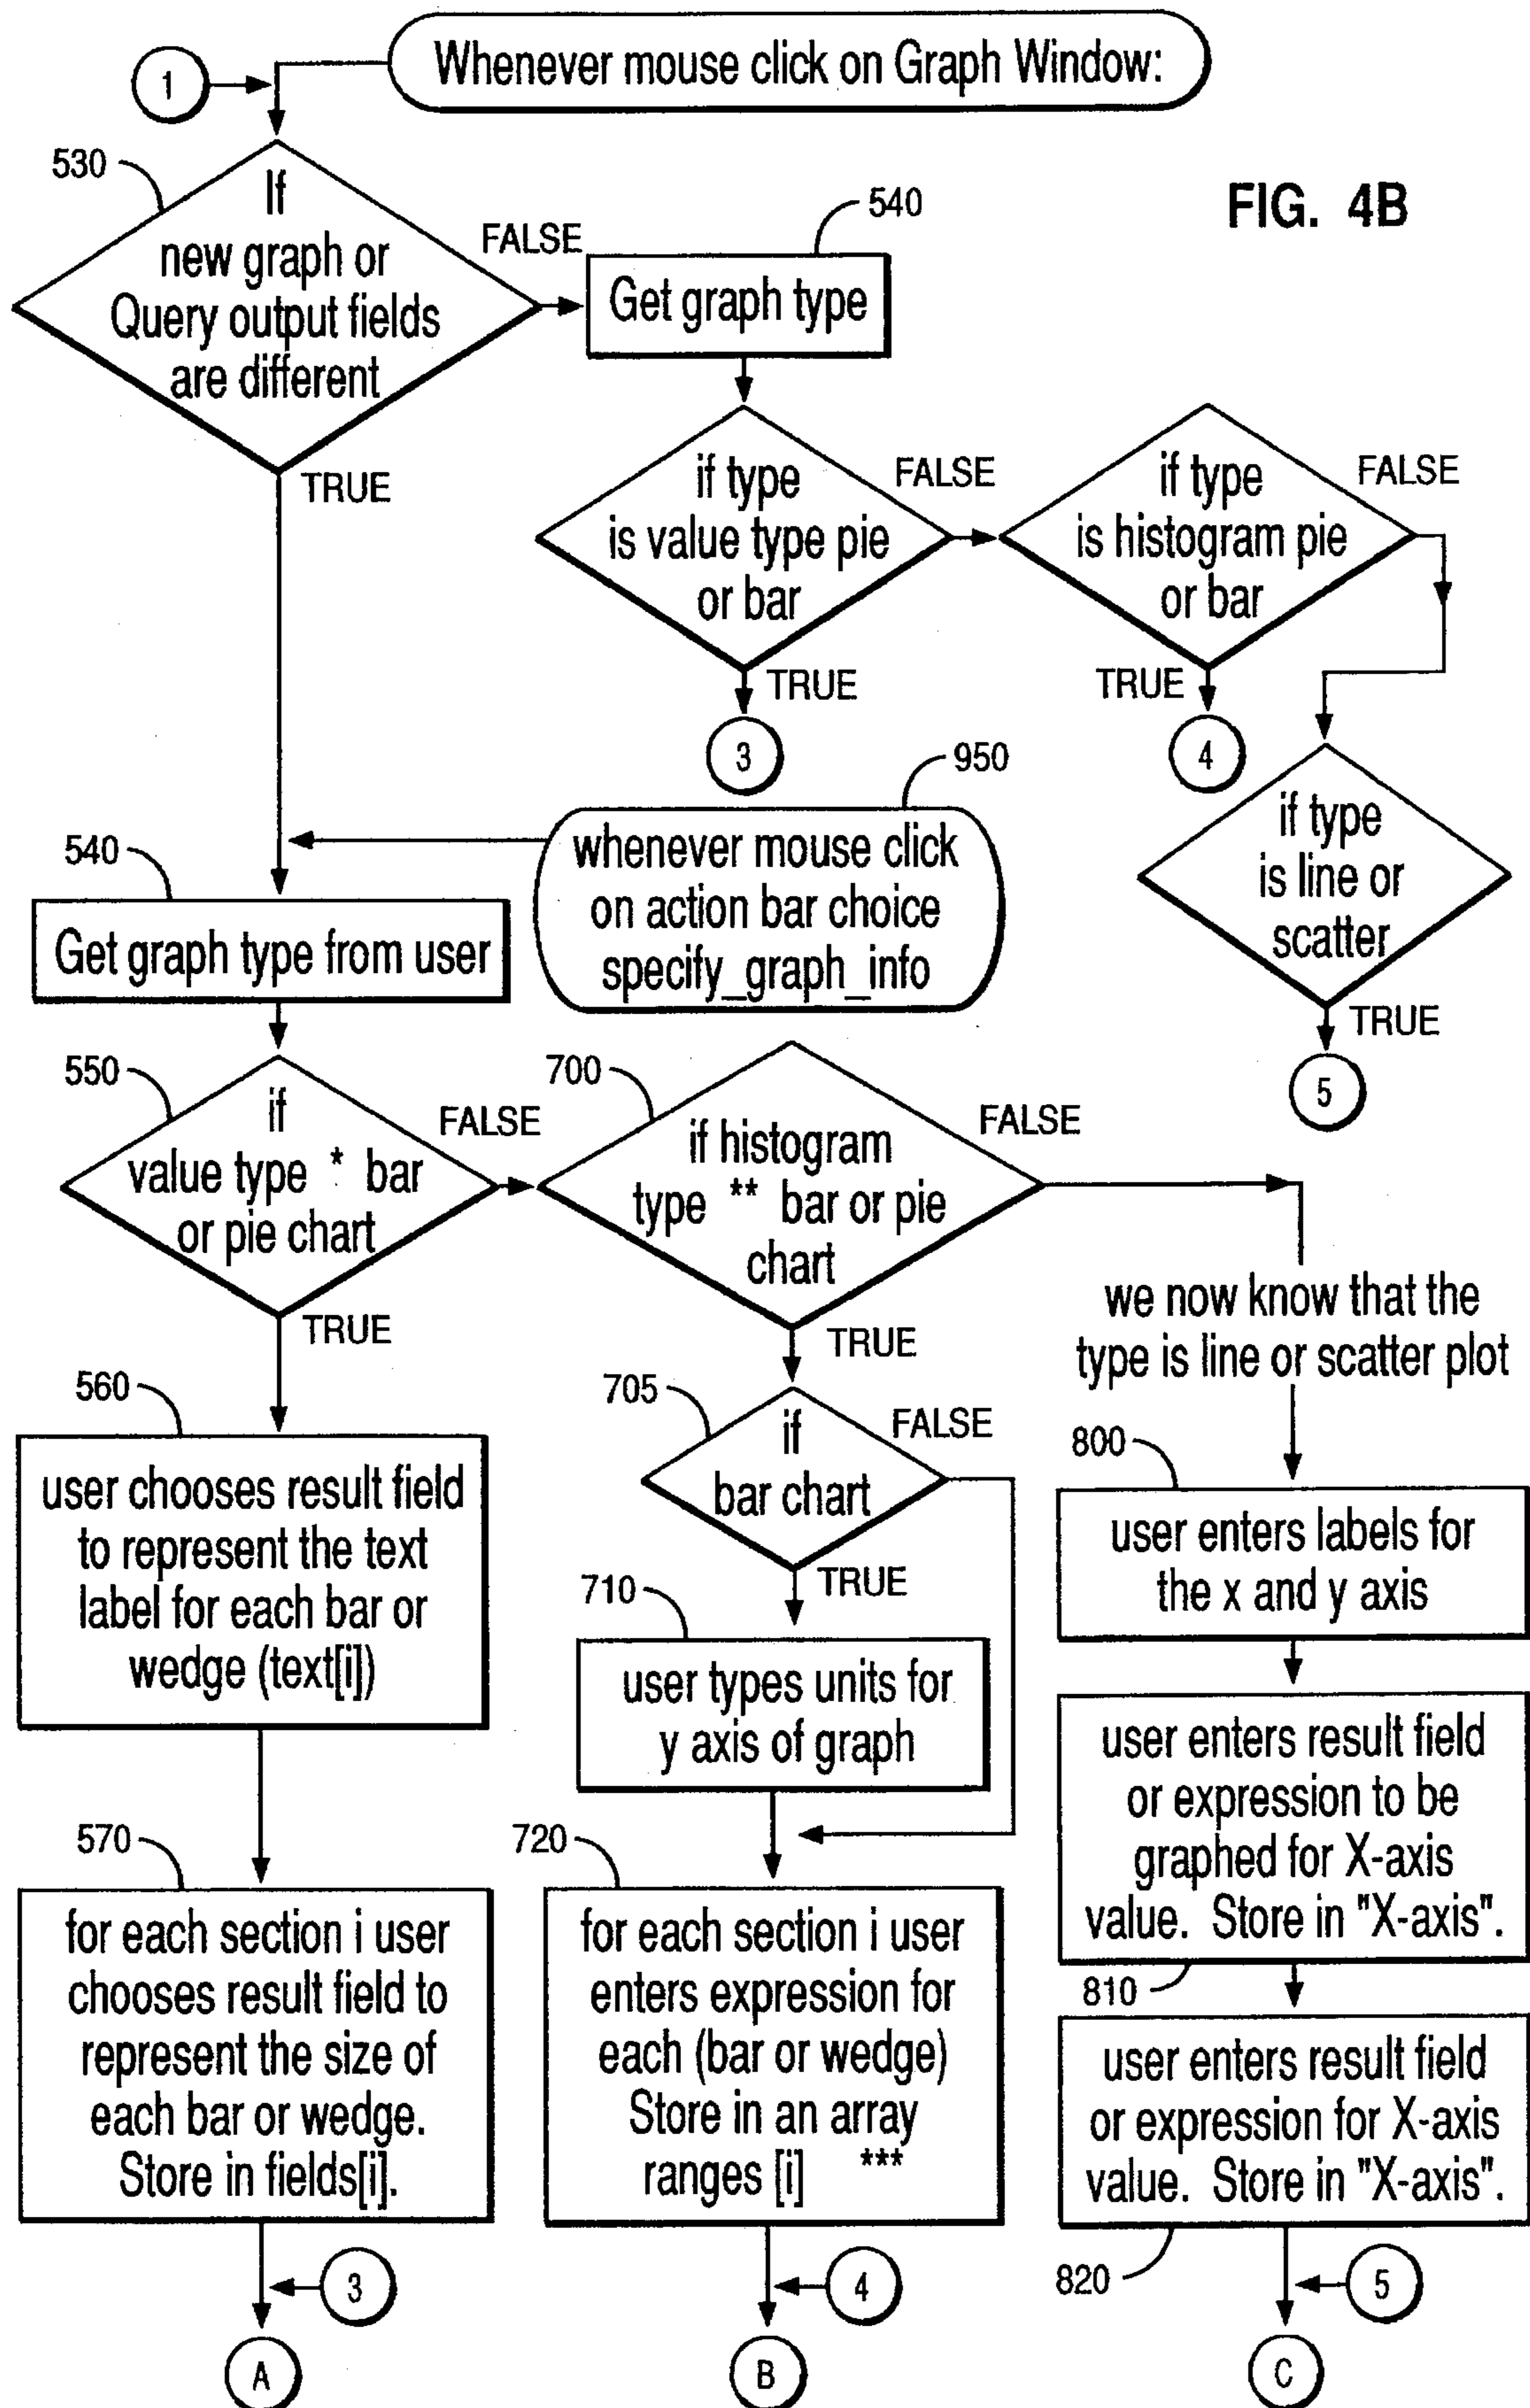 Whenever mouse click on Graph Window:
1
530
If
new graph or
Query output fields
are different
FALSE
TRUE
540
Get graph type
FIG. 4B
if type
is value type pie
or bar
FALSE
TRUE
3
if type
is histogram pie
or bar
FALSE
TRUE
4
if type
is line or
scatter
TRUE
5
950
whenever mouse click
on action bar choice
specify_graph_info
540
Get graph type from user
550
if
value type * bar
or pie chart
FALSE
TRUE
700
if histogram
type ** bar or pie
chart
FALSE
TRUE
we now know that the
type is line or scatter plot
560
user chooses result field
to represent the text
label for each bar or
wedge (text[i])
705
if
bar chart
FALSE
TRUE
710
user types units for
y axis of graph
800
user enters labels for
the x and y axis
user enters result field
or expression to be
graphed for X-axis
value. Store in "X-axis".
810
570
for each section i user
chooses result field to
represent the size of
each bar or wedge.
Store in fields[i].
720
for each section i user
enters expression for
each (bar or wedge)
Store in an array
ranges [i] ***
user enters result field
or expression for X-axis
value. Store in "X-axis".
820
3
4
5
A
B
C